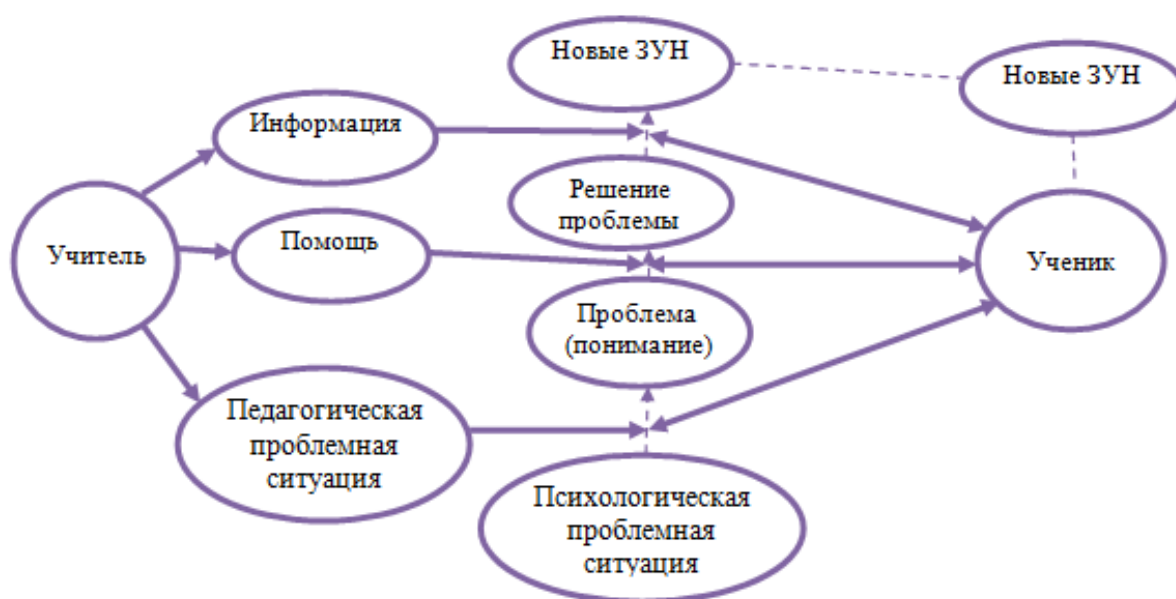 Новые ЗУН
Новые ЗУН
Информация
Решение
проблемы
Учитель
Помощь
Ученик
Проблема
(понимание)
Педагогическая
проблемная
ситуация
Психологическая
проблемная
ситуация